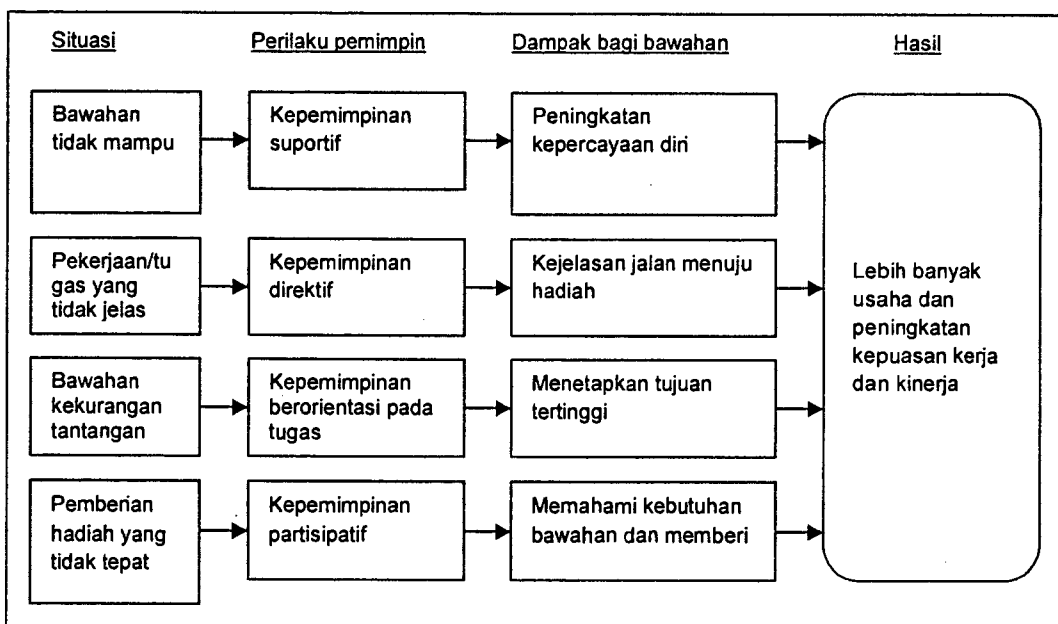 Situasi
Perilaku pemimpin
Dampak bagi bawahan
Hasil
Bawahan
tidak mampu
Kepemimpinan
suportif
Peningkatan
kepercayaan diri
Pekerjaan/tu
gas yang
tidak jelas
Kepemimpinan
direktif
Kejelasan jalan menuju
hadiah
Bawahan
kekurangan
tantangan
Kepemimpinan
berorientasi pada
tugas
Menetapkan tujuan
tertinggi
Pemberian
hadiah yang
tidak tepat
Kepemimpinan
partisipatif
Memahami kebutuhan
bawahan dan memberi
Lebih banyak
usaha dan
peningkatan
kepuasan kerja
dan kinerja